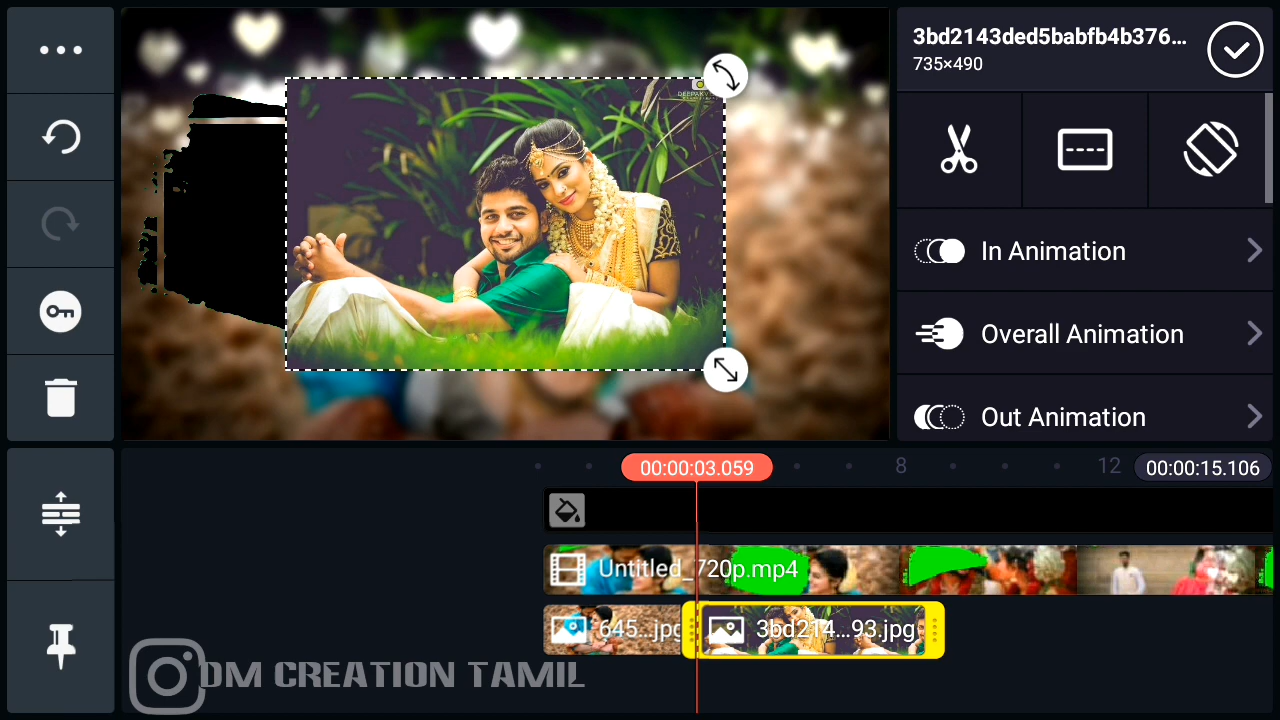 3bd2143ded5babfb4b376...
735×490
In Animation
Overall Animation
Out Animation
00:00:03.059
8
12
00:00:15.106
Untitled_720p.mp4
645...jpg
3bd214...93.jpg
DM CREATION TAMIL